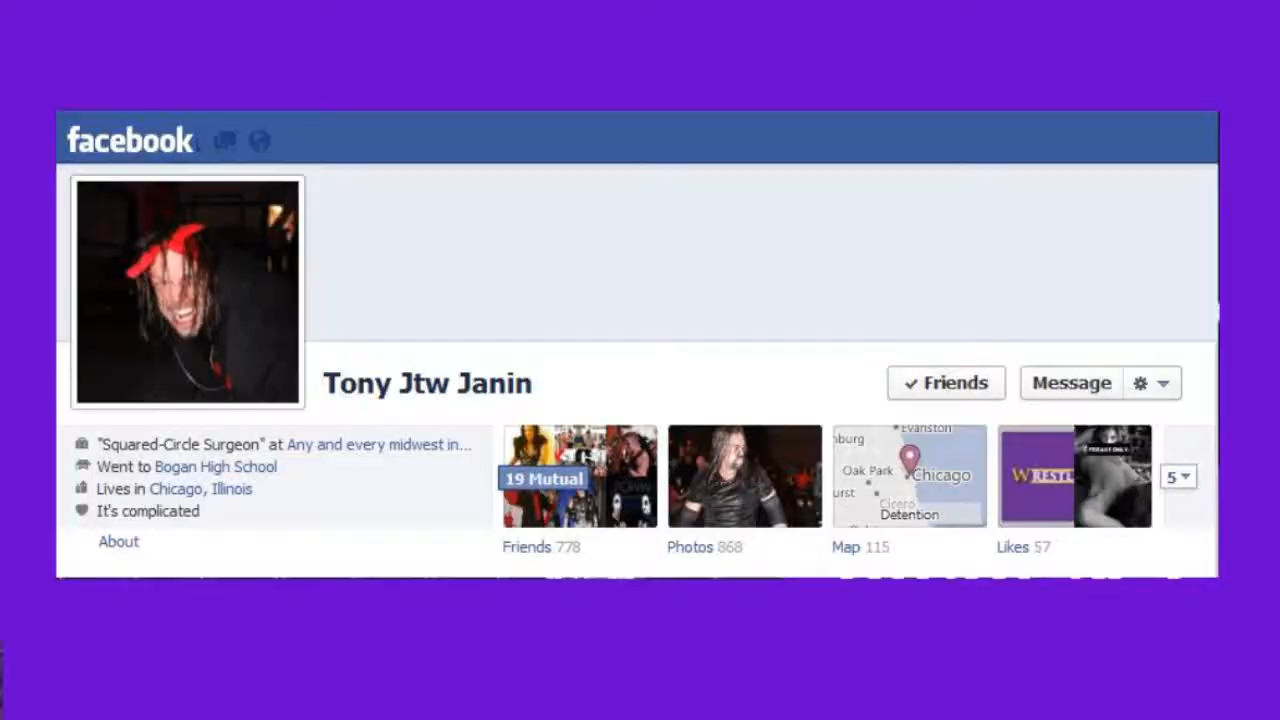 facebook
Tony Jtw Janin
Friends
Message
"Squared-Circle Surgeon" at Any and every midwest in...
Went to Bogan High School
Lives in Chicago, Illinois
It's complicated
About
19 Mutual
Evanston
Oak Park
Chicago
Cicero
Detention
5
Friends 778
Photos 868
Map 115
Likes 57